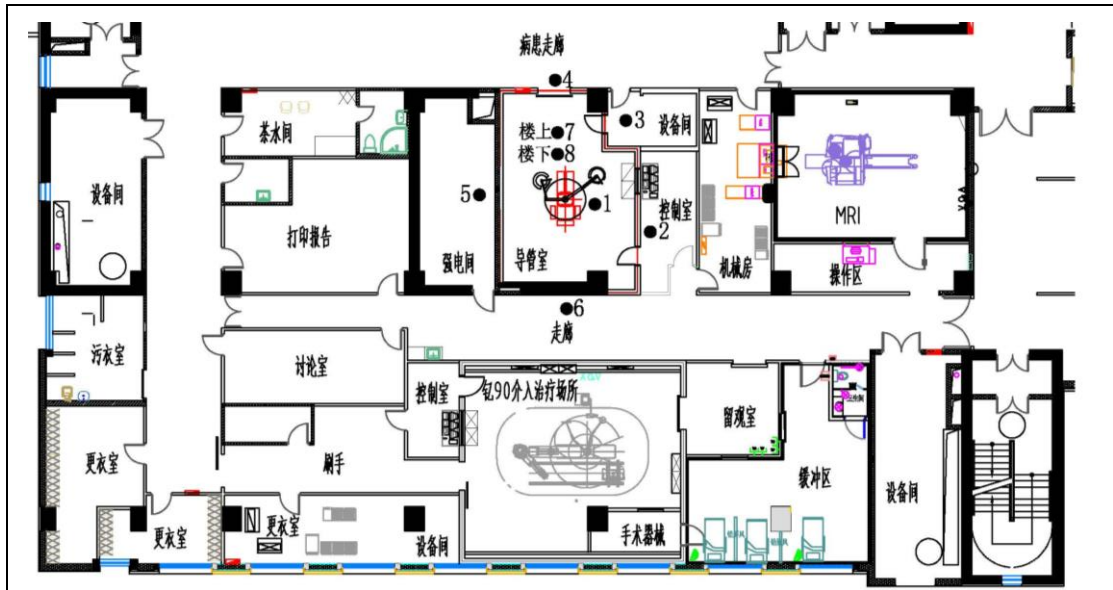 病患走廊
4
茶水间
楼上 7
楼下 8
3
设备间
设备间
5
1
2
控制室
MRI
打印报告
强电间
导管室
机械房
操作区
6
走廊
污衣室
讨论室
控制室
钇90介入治疗场所
留观室
卫生间
更衣室
刷手
缓冲区
设备间
更衣室
更衣室
设备间
手术器械